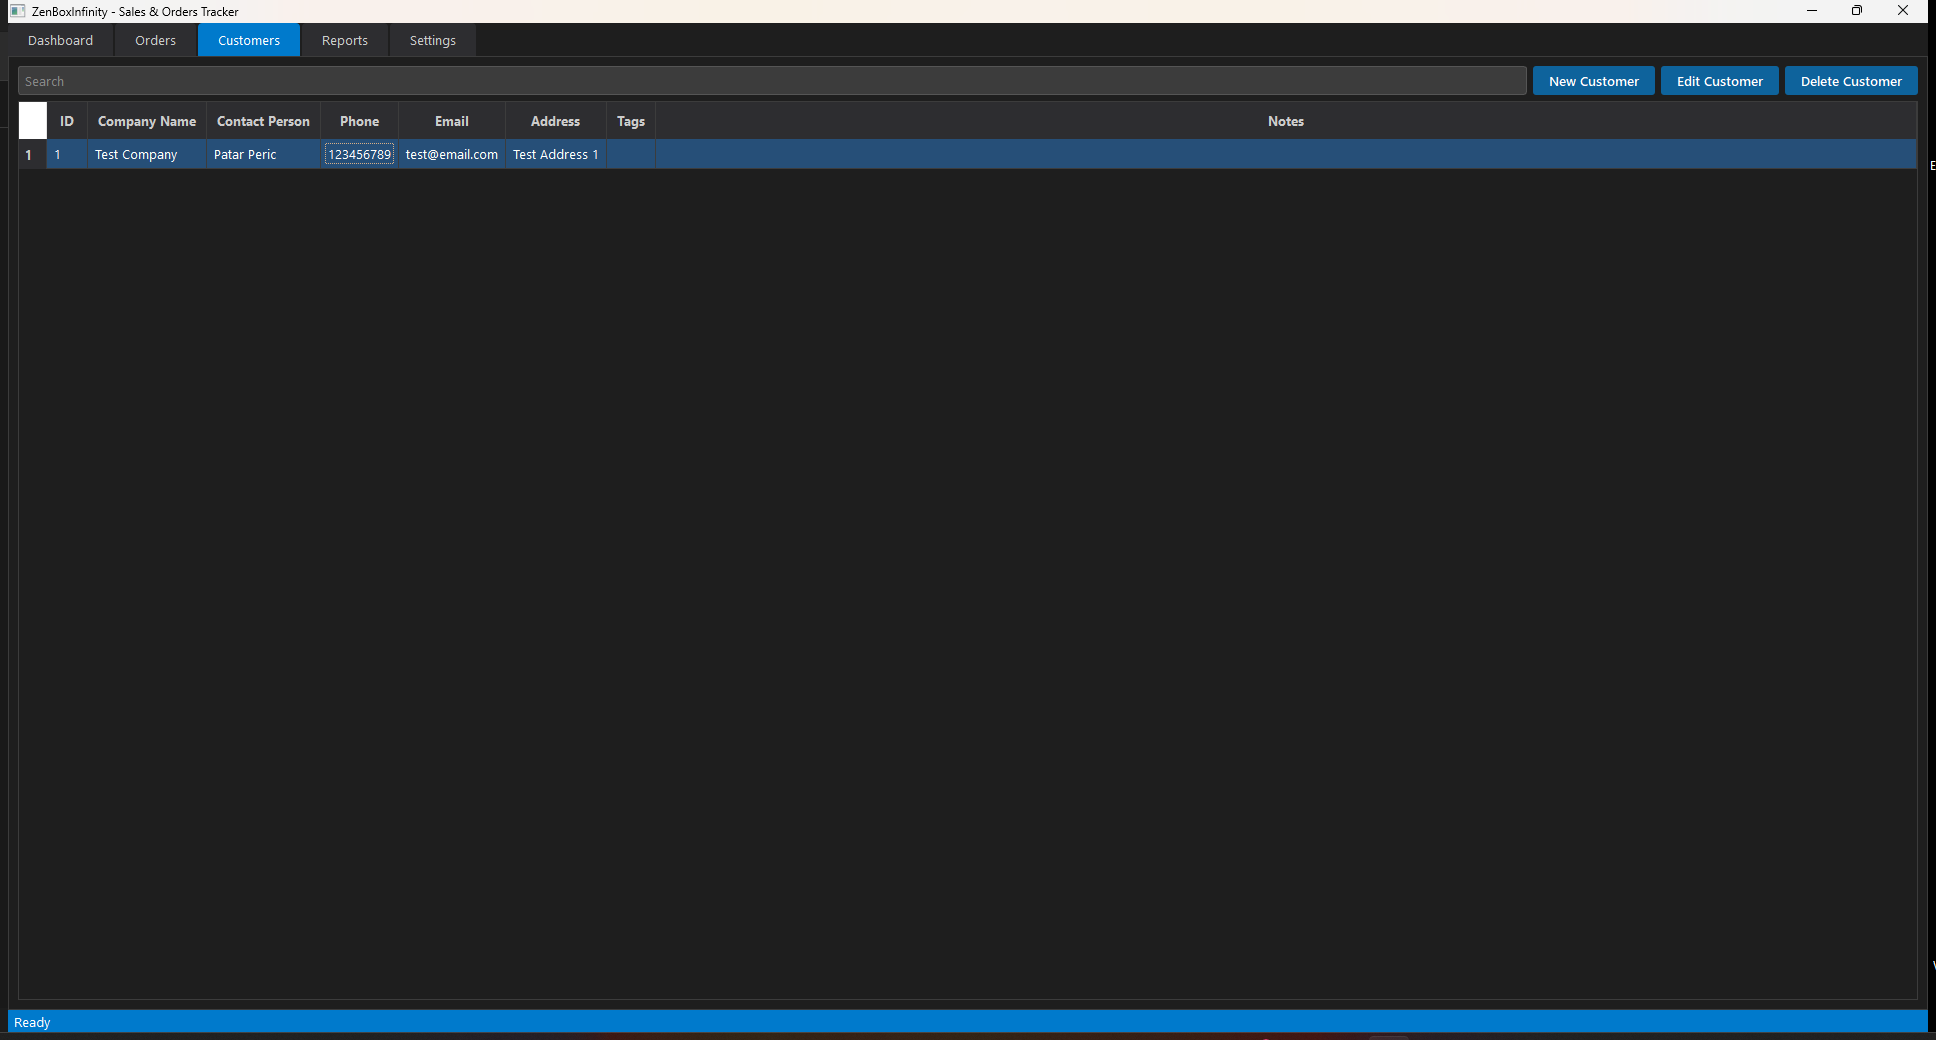 ZenBoxInfinity - Sales & Orders Tracker
Dashboard Orders Customers Reports Settings
Search New Customer Edit Customer Delete Customer
ID Company Name Contact Person Phone Email Address Tags Notes
1 1 Test Company Patar Peric 123456789 test@email.com Test Address 1
E
Ready